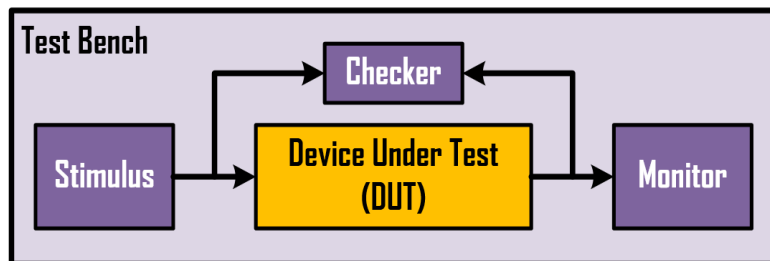 Test Bench
Checker
Stimulus
Device Under Test
(DUT)
Monitor